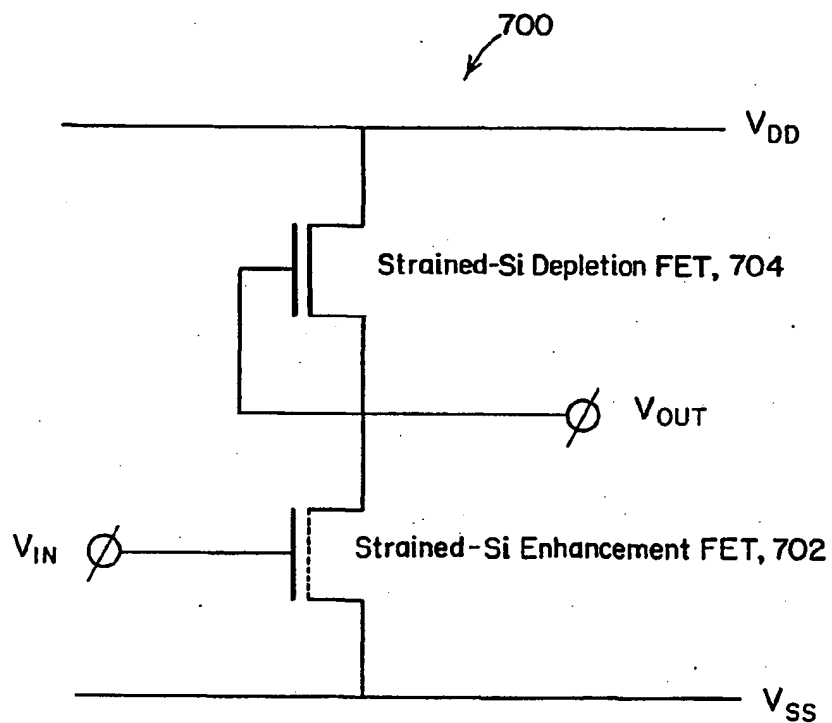 700
VDD
Strained-Si Depletion FET, 704
VOUT
VIN
Strained-Si Enhancement FET, 702
VSS